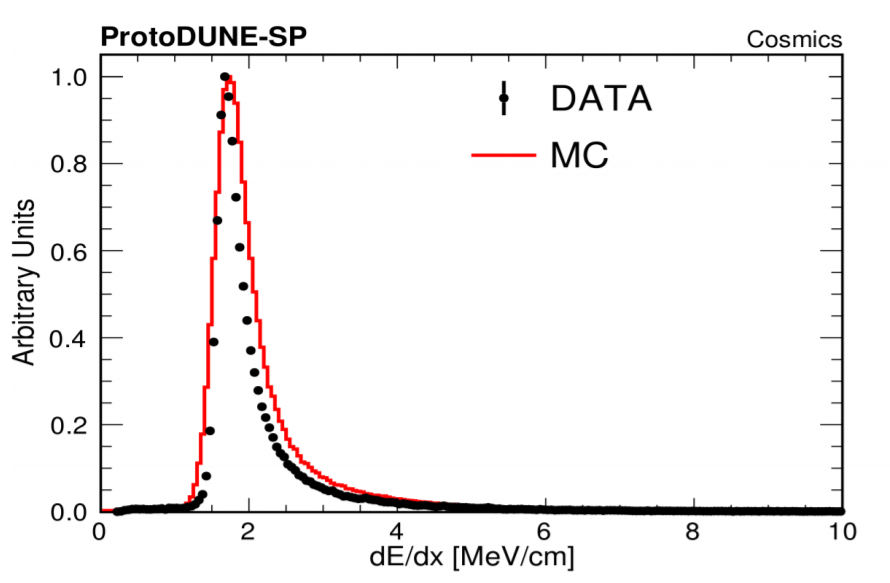 ProtoDUNE-SP
Cosmics
DATA
MC
Arbitrary Units
1.0
0.8
0.6
0.4
0.2
0.0
0 2 4 6 8 10
dE/dx [MeV/cm]